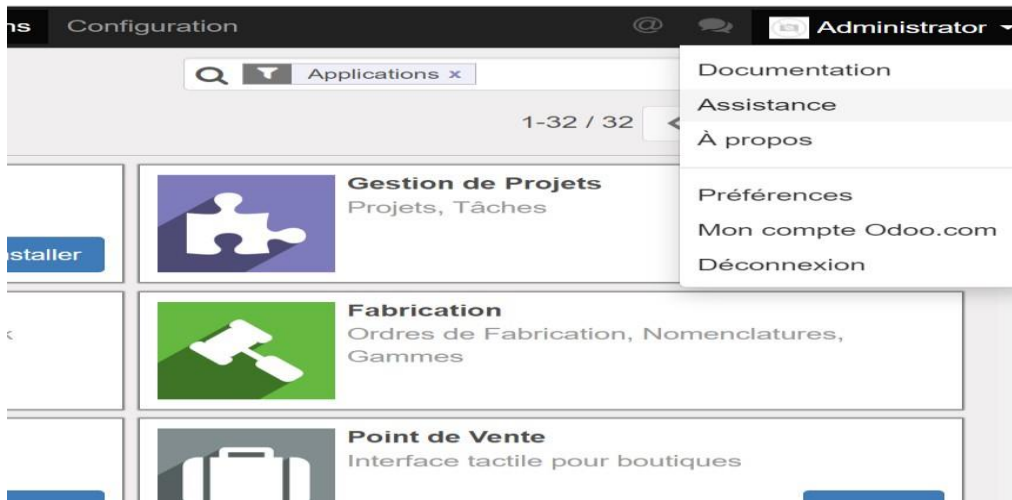 ns Configuration @ Administrator
Applications x
1-32 / 32 <
Documentation
Assistance
À propos
Préférences
Mon compte Odoo.com
Déconnexion
Gestion de Projets
Projets, Tâches
staller
Fabrication
Ordres de Fabrication, Nomenclatures,
Gammes
Point de Vente
Interface tactile pour boutiques